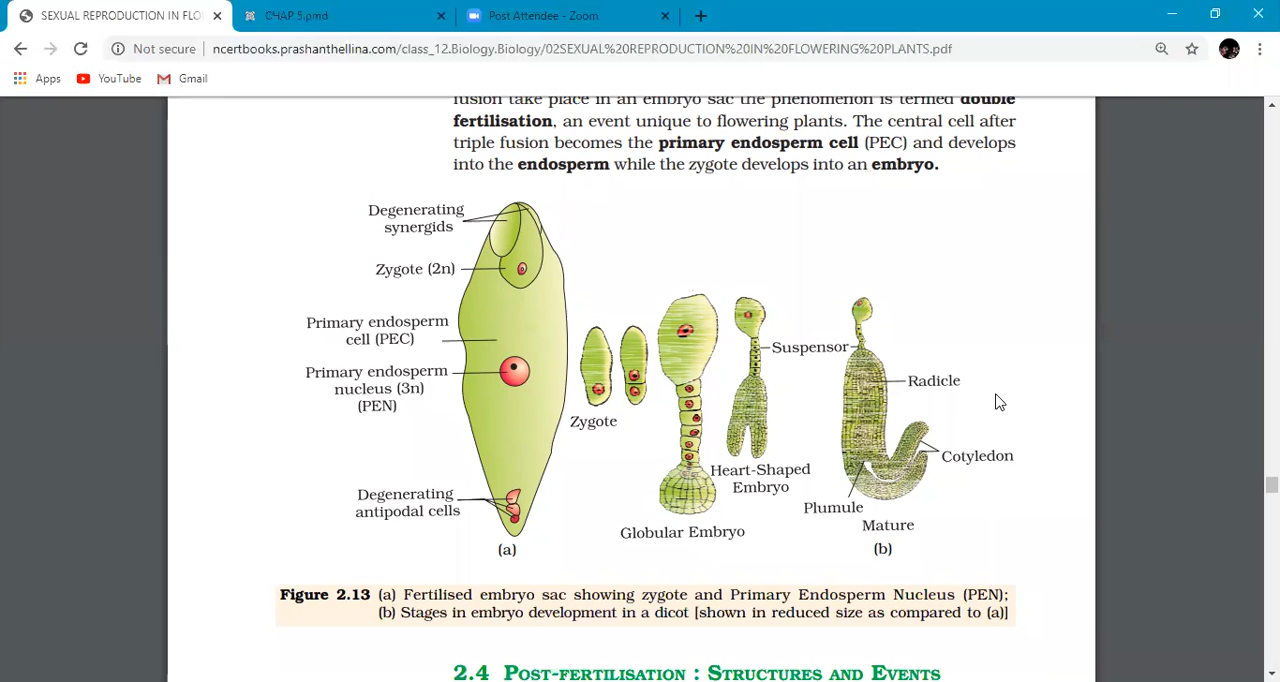 SEXUAL REPRODUCTION IN FLO
CHAP 5.pmd
Post Attendee - Zoom
Not secure
ncertbooks.prashanthellina.com/class_12.Biology.Biology/02SEXUAL%20REPRODUCTION%20IN%20FLOWERING%20PLANTS.pdf
Apps
YouTube
Gmail
fusion take place in an embryo sac the phenomenon is termed double
fertilisation, an event unique to flowering plants. The central cell after
triple fusion becomes the primary endosperm cell (PEC) and develops
into the endosperm while the zygote develops into an embryo.
Degenerating
synergids
Zygote (2n)
Primary endosperm
cell (PEC)
Primary endosperm
nucleus (3n)
(PEN)
Degenerating
antipodal cells
(a)
Zygote
Globular Embryo
Heart-Shaped
Embryo
Suspensor
Radicle
Cotyledon
Plumule
Mature
(b)
Figure 2.13 (a) Fertilised embryo sac showing zygote and Primary Endosperm Nucleus (PEN);
(b) Stages in embryo development in a dicot [shown in reduced size as compared to (a)]
2.4 POST-FERTILISATION : STRUCTURES AND EVENTS